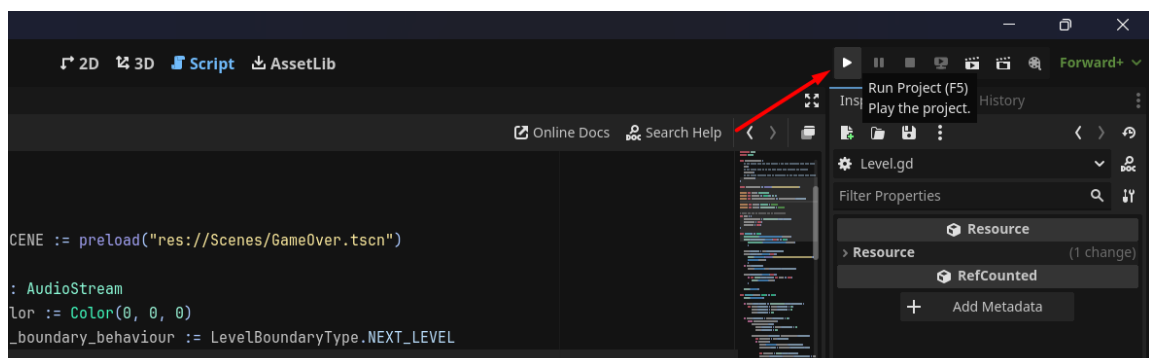 2D 3D Script AssetLib Forward+
Run Project (F5)
Play the project.
History
Online Docs Search Help
Level.gd
Filter Properties
Resource
CENE := preload("res://Scenes/GameOver.tscn")
Resource (1 change)
RefCounted
: AudioStream
lor := Color(0, 0, 0)
Add Metadata
_boundary_behaviour := LevelBoundaryType.NEXT_LEVEL